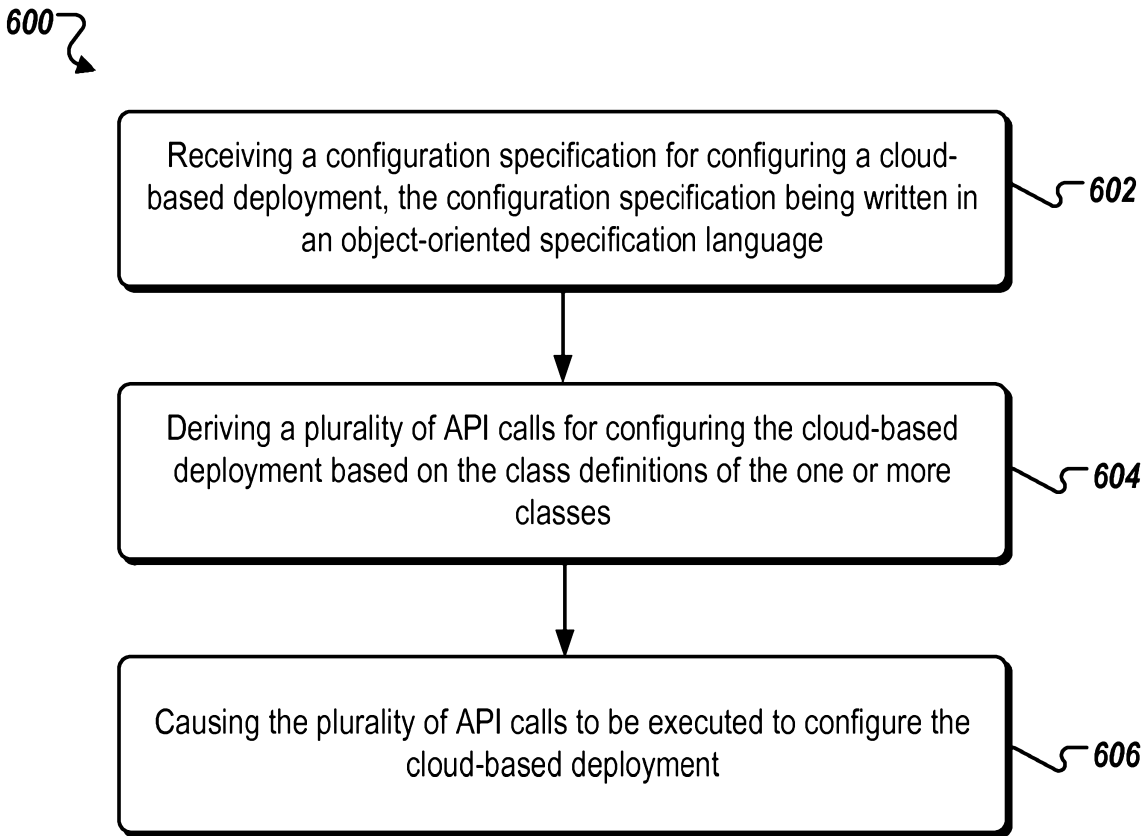 600
Receiving a configuration specification for configuring a cloud-
based deployment, the configuration specification being written in
an object-oriented specification language
602
Deriving a plurality of API calls for configuring the cloud-based
deployment based on the class definitions of the one or more
classes
604
Causing the plurality of API calls to be executed to configure the
cloud-based deployment
606